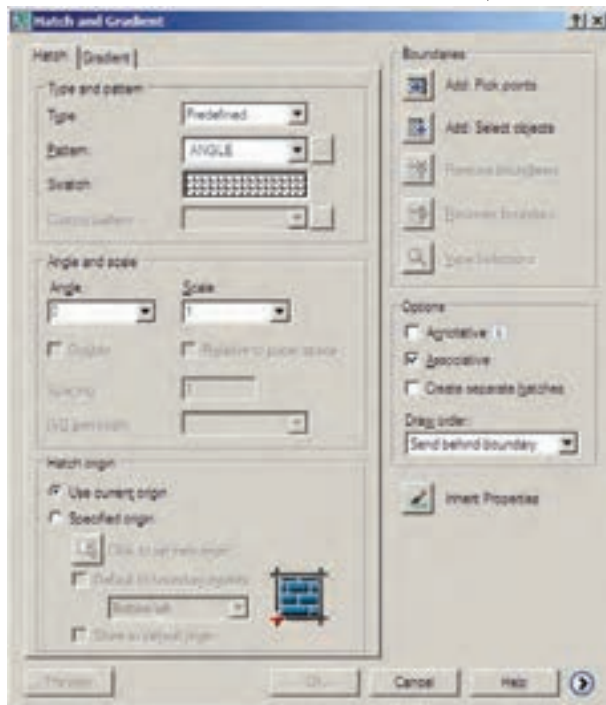 Hatch and Gradient
Hatch Gradient
Type and pattern
Type: Predefined
Pattern: ANGLE
Swatch:
Custom pattern:
Angle and scale
Angle: Scale:
0 1
Double Relative to paper space
Spacing: 1
ISO pen width:
Hatch origin
Use current origin
Specified origin
Click to set new origin
Default to boundary extents
Bottom left
Store as default origin
Boundaries
Add: Pick points
Add: Select objects
Remove boundaries
Recreate boundary
View Selections
Options
Annotative
Associative
Create separate hatches
Draw order:
Send behind boundary
Inherit Properties
Preview OK Cancel Help